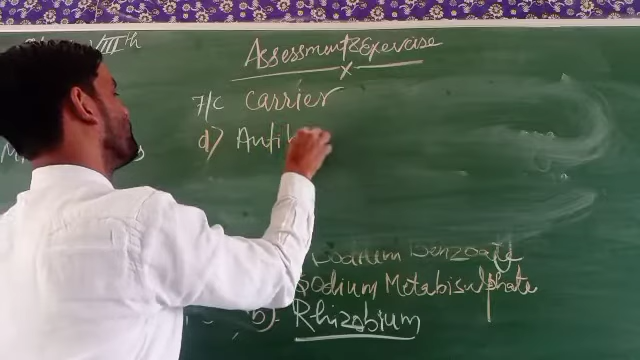 VIIIth
Assessment & Exercise
x
7/c Carrier
d) Anti
Sodium Benzoate
Sodium Metabisulphate
b). Rhizobium